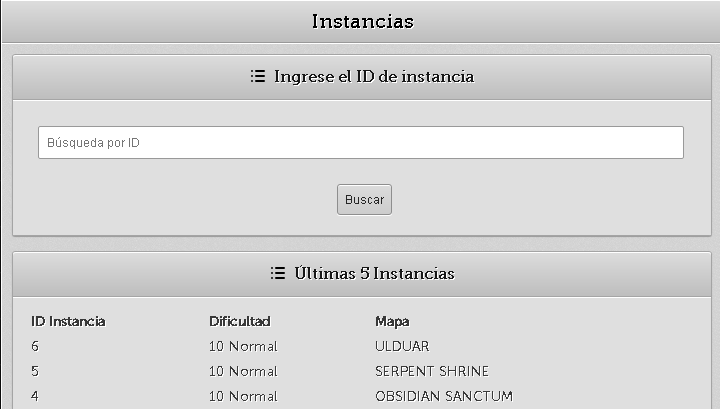 Instancias
Ingrese el ID de instancia
Búsqueda por ID
Buscar
Últimas 5 Instancias
ID Instancia Dificultad Mapa
6 10 Normal ULDUAR
5 10 Normal SERPENT SHRINE
4 10 Normal OBSIDIAN SANCTUM